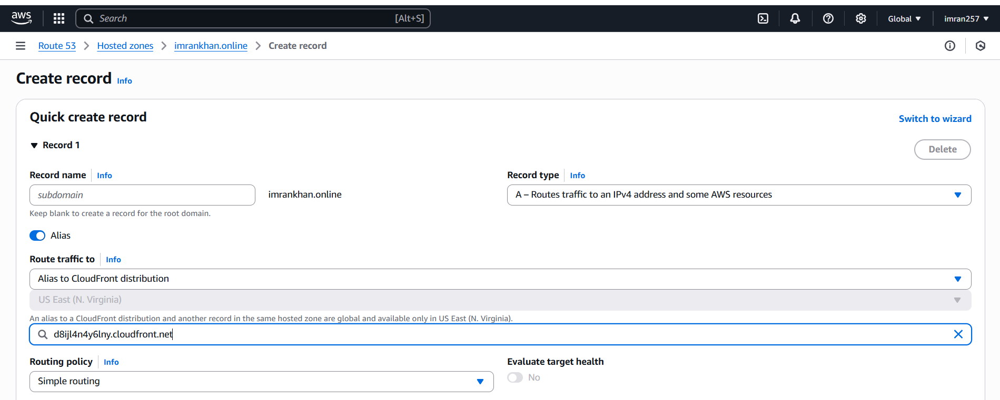 aws Search [Alt+S] Global imran257
Route 53 Hosted zones imrankhan.online Create record
Create record Info
Quick create record
Switch to wizard
Record 1
Delete
Record name Info
subdomain
imrankhan.online
Keep blank to create a record for the root domain.
Record type Info
A – Routes traffic to an IPv4 address and some AWS resources
Alias
Route traffic to Info
Alias to CloudFront distribution
US East (N. Virginia)
An alias to a CloudFront distribution and another record in the same hosted zone are global and available only in US East (N. Virginia).
d8ijl4n4y6lny.cloudfront.net
Routing policy Info
Simple routing
Evaluate target health
No